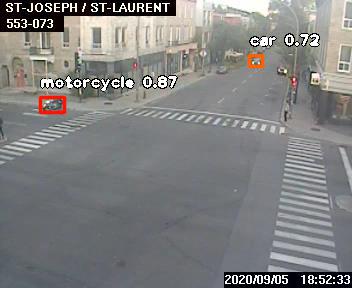 ST-JOSEPH / ST-LAURENT
553-073
car 0.72
motorcycle 0.87
2020/09/05 18:52:33